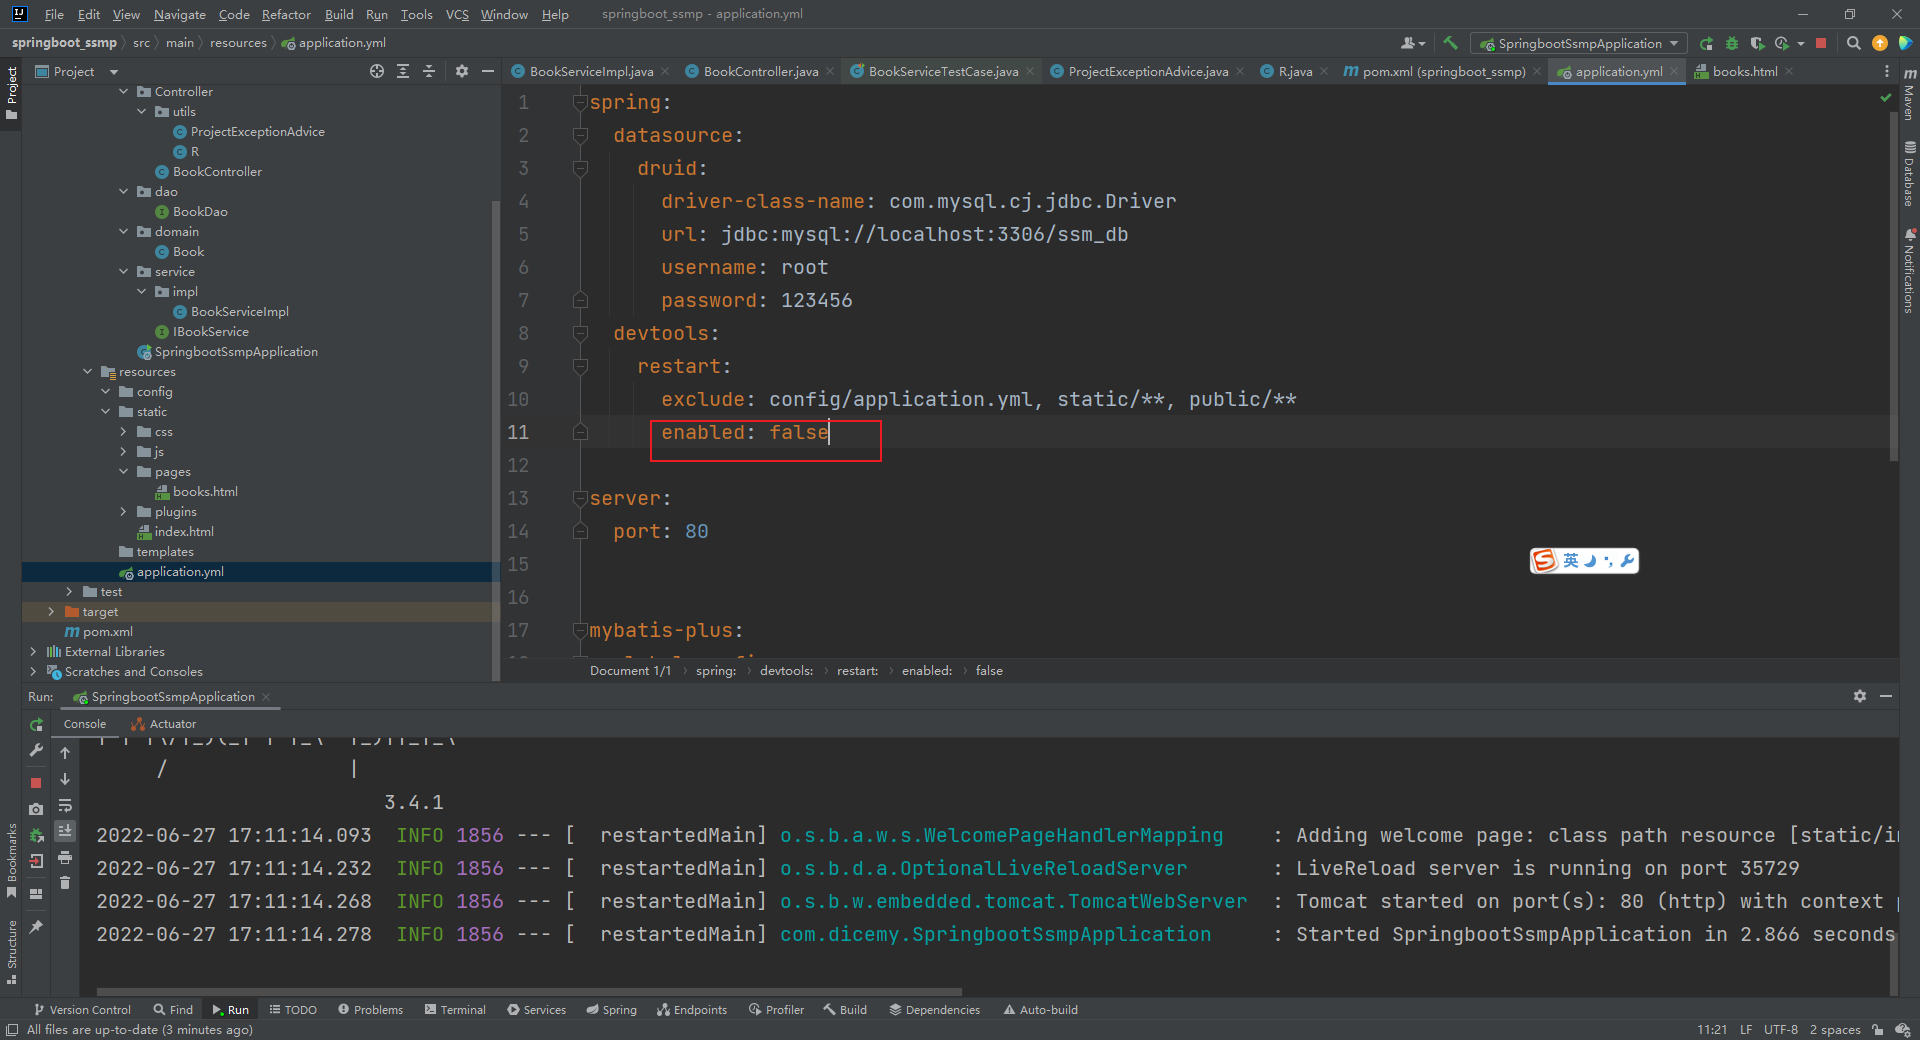 File Edit View Navigate Code Refactor Build Run Tools VCS Window Help springboot_ssmp - application.yml
springboot_ssmp src main resources application.yml
SpringbootSsmpApplication
Project
BookServiceImpl.java BookController.java BookServiceTestCase.java ProjectExceptionAdvice.java R.java pom.xml (springboot_ssmp) application.yml books.html
Project
Controller
utils
ProjectExceptionAdvice
R
BookController
dao
BookDao
domain
Book
service
impl
BookServiceImpl
IBookService
SpringbootSsmpApplication
resources
config
static
css
js
pages
books.html
plugins
index.html
templates
application.yml
test
target
pom.xml
External Libraries
Scratches and Consoles
1 spring:
2 datasource:
3 druid:
4 driver-class-name: com.mysql.cj.jdbc.Driver
5 url: jdbc:mysql://localhost:3306/ssm_db
6 username: root
7 password: 123456
8 devtools:
9 restart:
10 exclude: config/application.yml, static/**, public/**
11 enabled: false
12
13 server:
14 port: 80
15
16
17 mybatis-plus:
英
Document 1/1 spring: devtools: restart: enabled: false
Maven
Database
Notifications
Run: SpringbootSsmpApplication
Console Actuator
/ |
3.4.1
2022-06-27 17:11:14.093 INFO 1856 --- [ restartedMain] o.s.b.a.w.s.WelcomePageHandlerMapping : Adding welcome page: class path resource [static/in
2022-06-27 17:11:14.232 INFO 1856 --- [ restartedMain] o.s.b.d.a.OptionalLiveReloadServer : LiveReload server is running on port 35729
2022-06-27 17:11:14.268 INFO 1856 --- [ restartedMain] o.s.b.w.embedded.tomcat.TomcatWebServer : Tomcat started on port(s): 80 (http) with context p
2022-06-27 17:11:14.278 INFO 1856 --- [ restartedMain] com.dicemy.SpringbootSsmpApplication : Started SpringbootSsmpApplication in 2.866 seconds
Bookmarks
Structure
Version Control Find Run TODO Problems Terminal Services Spring Endpoints Profiler Build Dependencies Auto-build
All files are up-to-date (3 minutes ago) 11:21 LF UTF-8 2 spaces